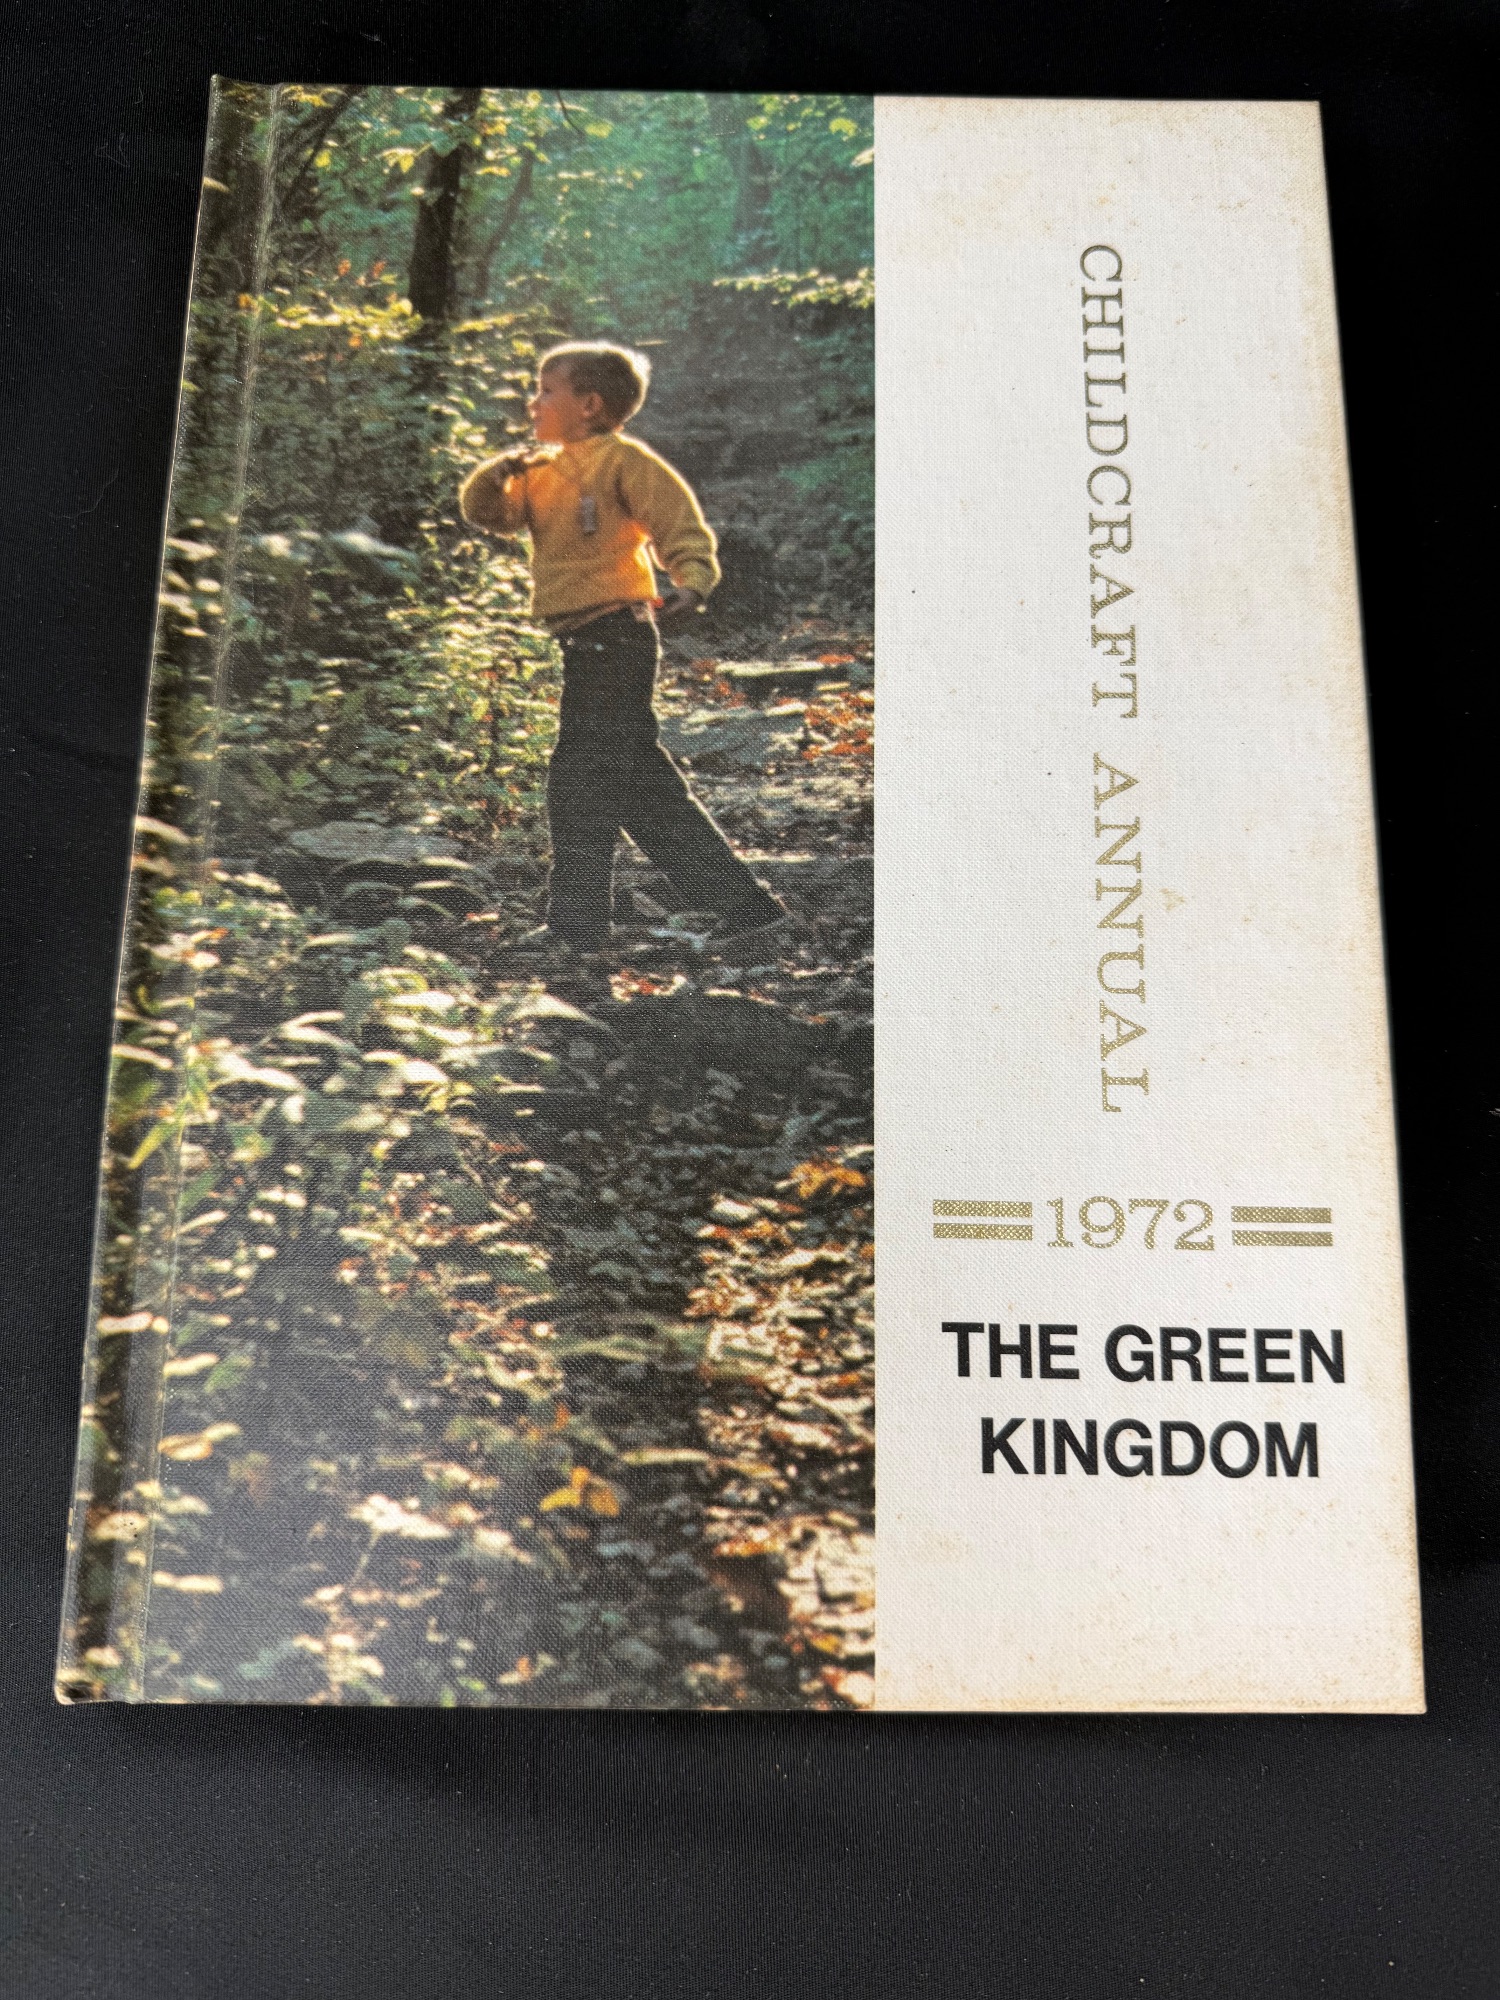 CHILDCRAFT ANNUAL
1972
THE GREEN
KINGDOM